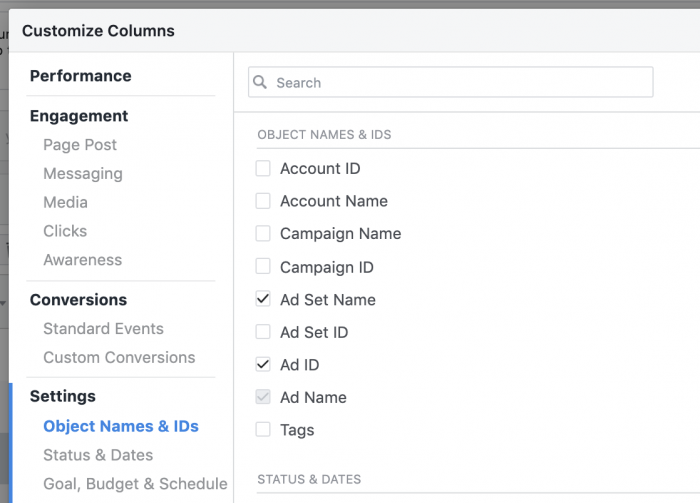 Customize Columns
Performance
Engagement
Page Post
Messaging
Media
Clicks
Awareness
Conversions
Standard Events
Custom Conversions
Settings
Object Names & IDs
Status & Dates
Goal, Budget & Schedule
Search
OBJECT NAMES & IDS
Account ID
Account Name
Campaign Name
Campaign ID
Ad Set Name
Ad Set ID
Ad ID
Ad Name
Tags
STATUS & DATES